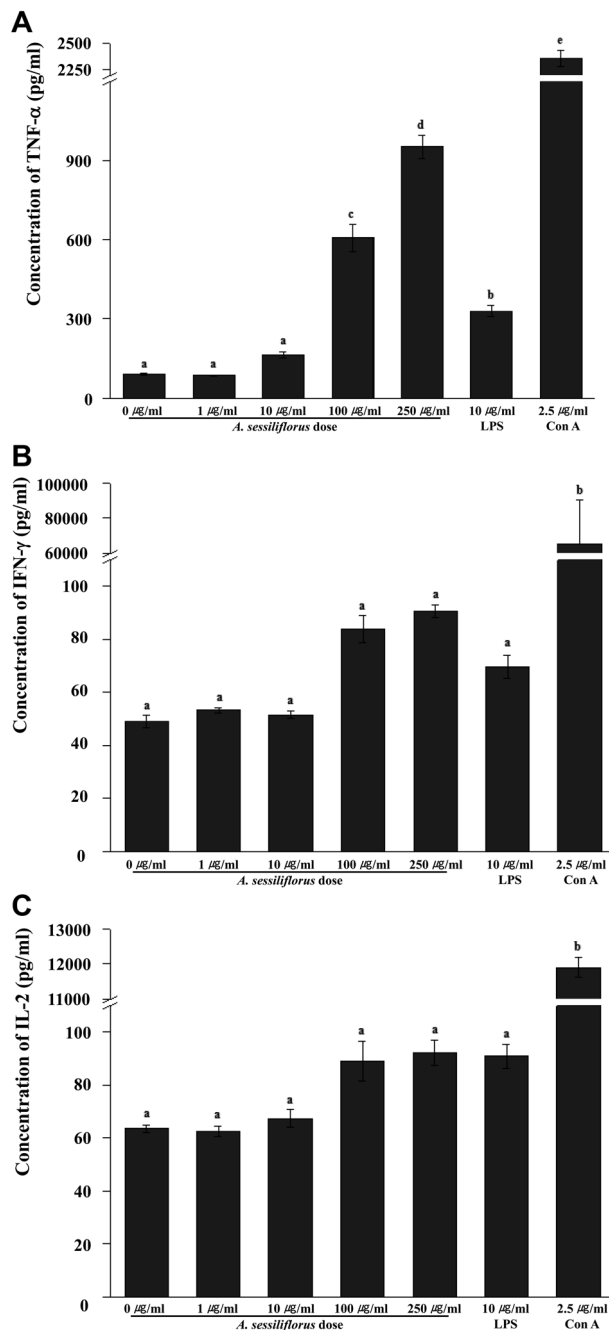 A
Concentration of TNF-α (pg/ml)
2500
2250
900
600
300
0
a
a
a
c
d
b
e
0 ㎍/ml 1 ㎍/ml 10 ㎍/ml 100 ㎍/ml 250 ㎍/ml 10 ㎍/ml 2.5 ㎍/ml
A. sessiliflorus dose LPS Con A
B
Concentration of IFN-γ (pg/ml)
100000
80000
60000
100
80
60
40
20
0
a
a
a
a
a
a
b
0 ㎍/ml 1 ㎍/ml 10 ㎍/ml 100 ㎍/ml 250 ㎍/ml 10 ㎍/ml 2.5 ㎍/ml
A. sessiliflorus dose LPS Con A
C
Concentration of IL-2 (pg/ml)
13000
12000
11000
100
80
60
40
20
0
a
a
a
a
a
a
b
0 ㎍/ml 1 ㎍/ml 10 ㎍/ml 100 ㎍/ml 250 ㎍/ml 10 ㎍/ml 2.5 ㎍/ml
A. sessiliflorus dose LPS Con A